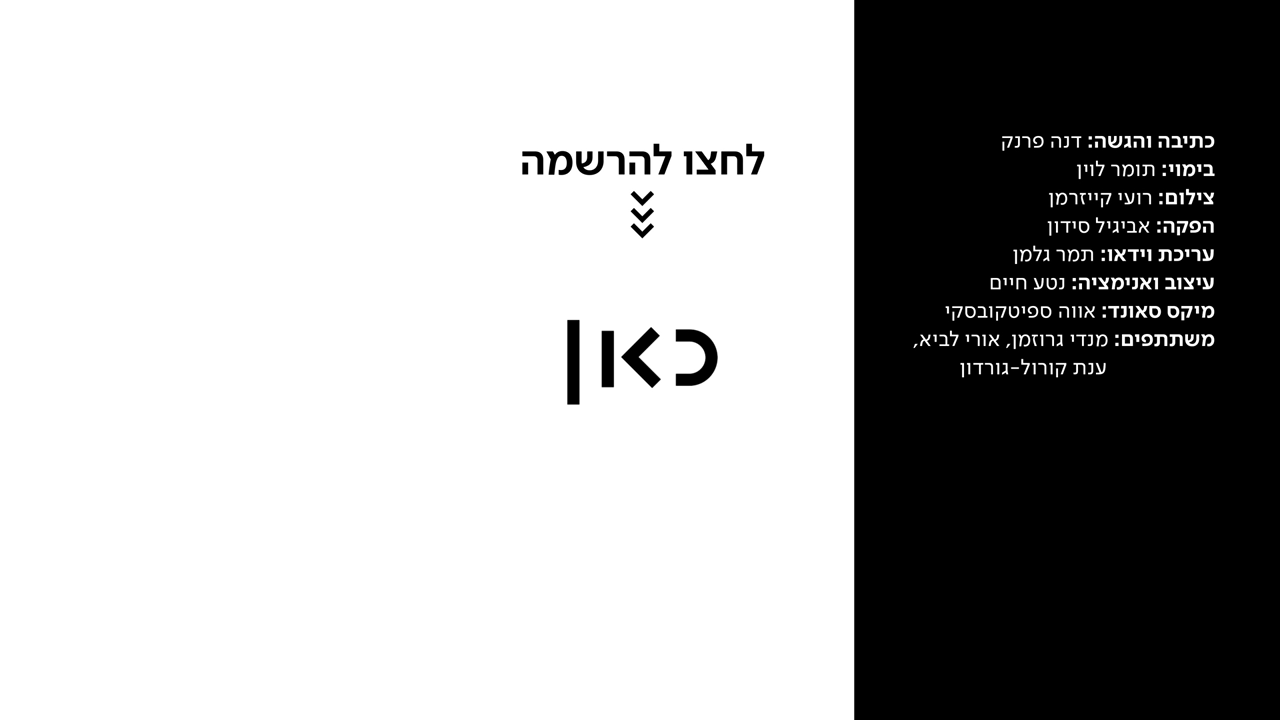 לחצו להרשמה
כאן
כתיבה והגשה: דנה פרנק
בימוי: תומר לוין
צילום: רועי קייזרמן
הפקה: אביגיל סידון
עריכת וידאו: תמר גלמן
עיצוב ואנימציה: נטע חיים
מיקס סאונד: אווה ספיטקובסקי
משתתפים: מנדי גרוזמן, אורי לביא,
ענת קורול-גורדון